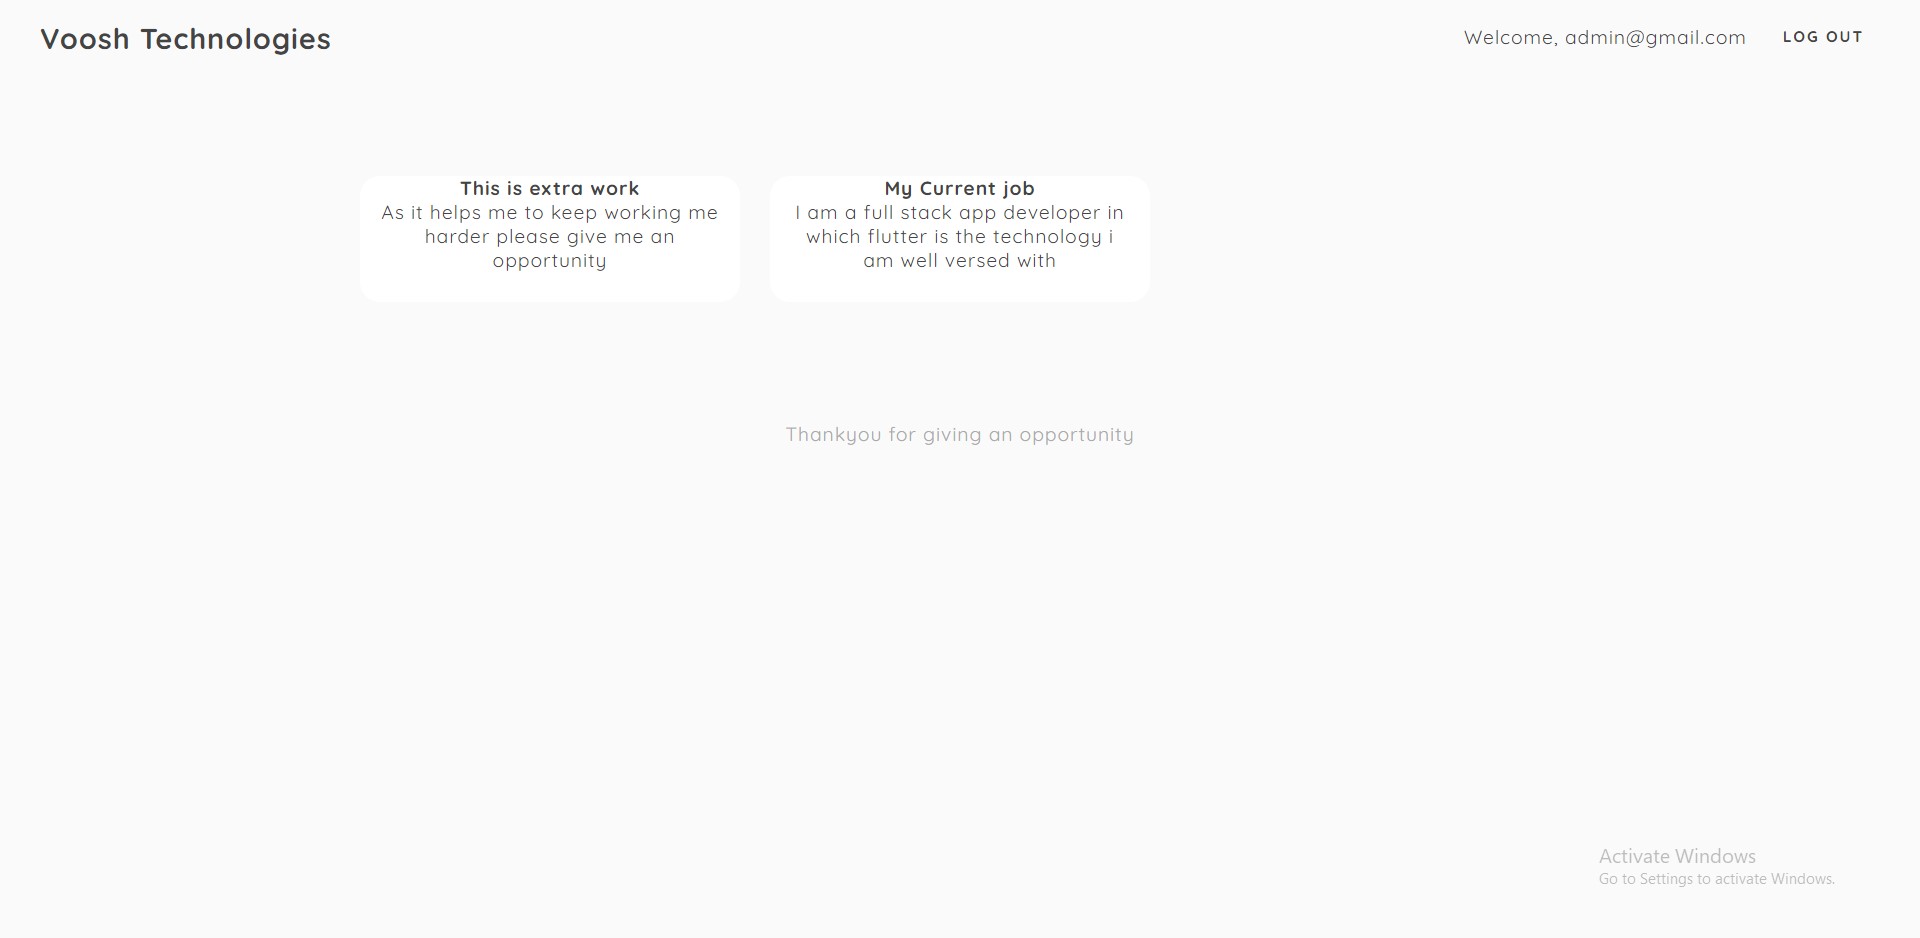 Voosh Technologies
Welcome, admin@gmail.com
LOG OUT
This is extra work
As it helps me to keep working me
harder please give me an
opportunity
My Current job
I am a full stack app developer in
which flutter is the technology i
am well versed with
Thankyou for giving an opportunity
Activate Windows
Go to Settings to activate Windows.